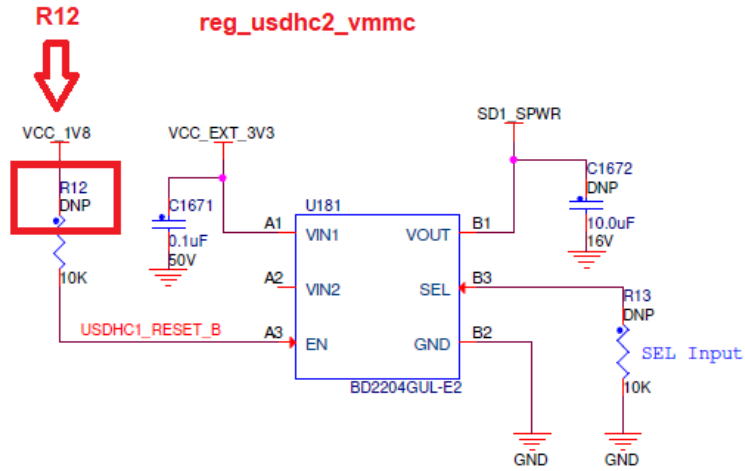 R12
reg_usdhc2_vmmc
VCC_1V8
VCC_EXT_3V3
SD1_SPWR
R12
DNP
10K
C1671
0.1uF
50V
U181
A1
VIN1
VOUT
B1
A2
VIN2
SEL
B3
A3
EN
GND
B2
BD2204GUL-E2
USDHC1_RESET_B
C1672
DNP
10.0uF
16V
R13
DNP
SEL Input
10K
GND
GND